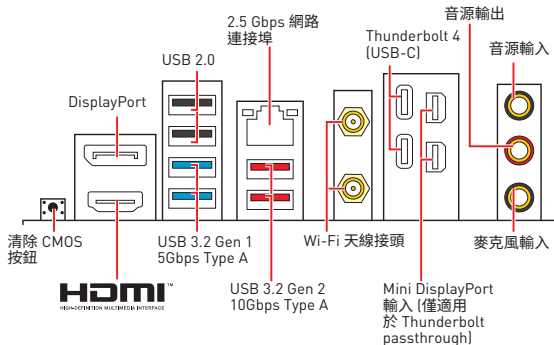 音源輸出
2.5 Gbps 網路
連接埠
Thunderbolt 4
(USB-C)
音源輸入
USB 2.0
DisplayPort
清除 CMOS
按鈕
USB 3.2 Gen 1
5Gbps Type A
Wi-Fi 天線接頭
麥克風輸入
HDMI™
HIGH-DEFINITION MULTIMEDIA INTERFACE
USB 3.2 Gen 2
10Gbps Type A
Mini DisplayPort
輸入 (僅適用
於 Thunderbolt
passthrough)